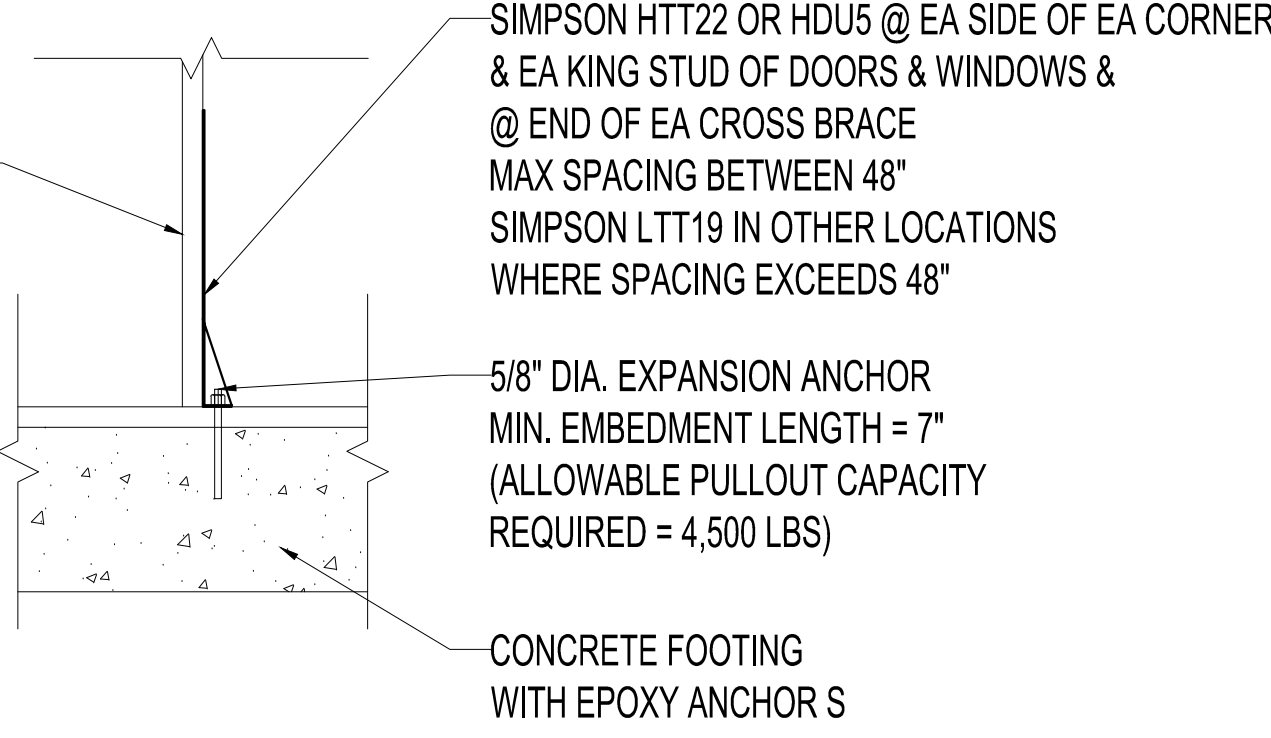 SIMPSON HTT22 OR HDU5 @ EA SIDE OF EA CORNER
& EA KING STUD OF DOORS & WINDOWS &
@ END OF EA CROSS BRACE
MAX SPACING BETWEEN 48"
SIMPSON LTT19 IN OTHER LOCATIONS
WHERE SPACING EXCEEDS 48"
5/8" DIA. EXPANSION ANCHOR
MIN. EMBEDMENT LENGTH = 7"
(ALLOWABLE PULLOUT CAPACITY
REQUIRED = 4,500 LBS)
CONCRETE FOOTING
WITH EPOXY ANCHOR S